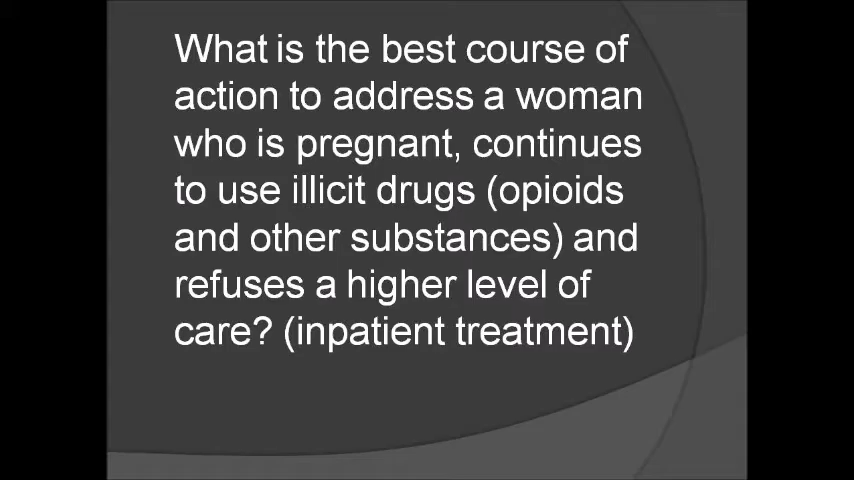 What is the best course of
action to address a woman
who is pregnant, continues
to use illicit drugs (opioids
and other substances) and
refuses a higher level of
care? (inpatient treatment)